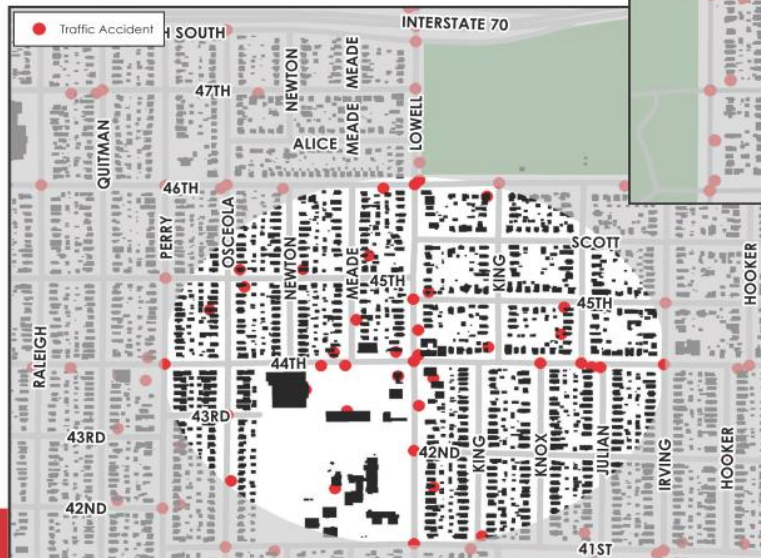 Traffic Accident
H SOUTH
INTERSTATE 70
47TH
NEWTON
MEADE
MEADE
LOWELL
QUITMAN
ALICE
MEADE
46TH
PERRY
OSCEOLA
NEWTON
MEADE
45TH
KING
SCOTT
HOOKER
45TH
RALEIGH
44TH
43RD
43RD
42ND
KING
KNOX
JULIAN
IRVING
HOOKER
42ND
41ST